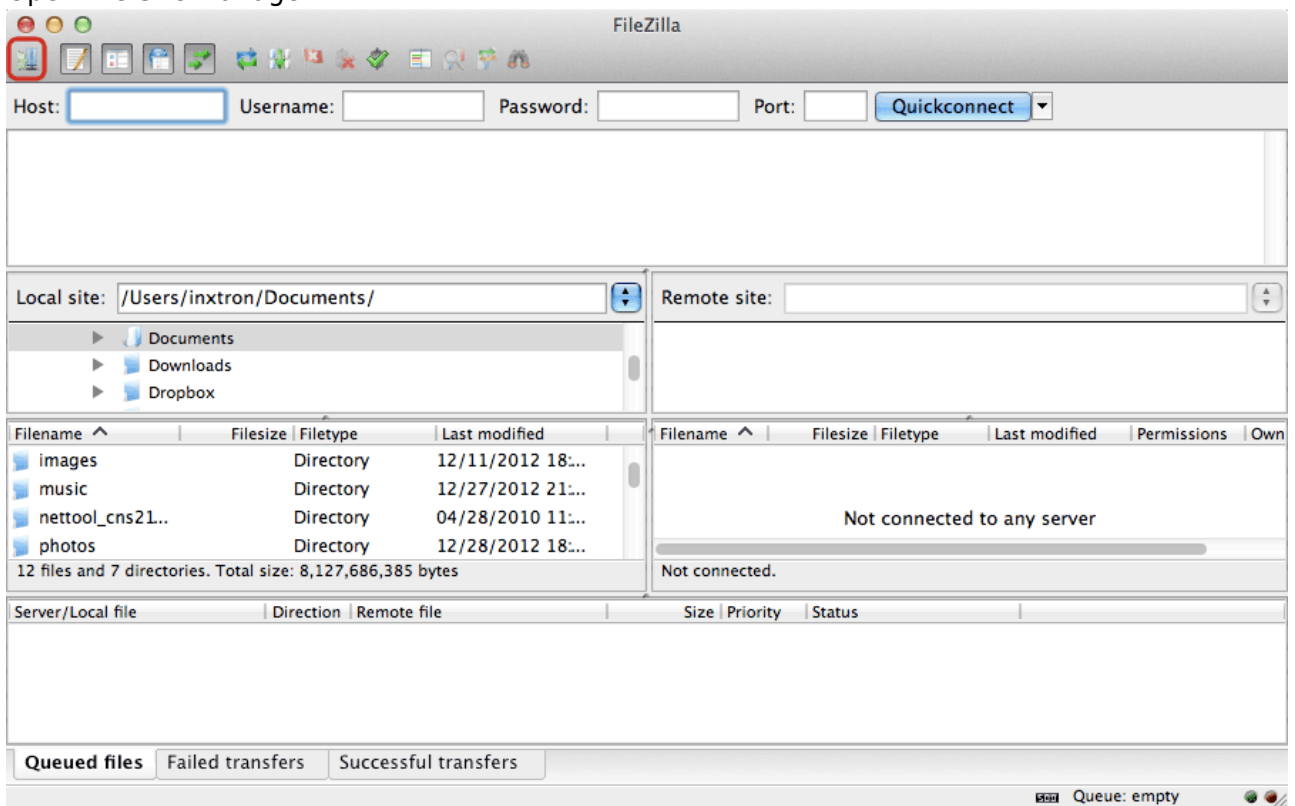 FileZilla
Host: Username: Password: Port: Quickconnect
Local site: /Users/inxtron/Documents/ Remote site:
Documents
Downloads
Dropbox
Filename Filesize Filetype Last modified Filename Filesize Filetype Last modified Permissions Own
images Directory 12/11/2012 18:...
music Directory 12/27/2012 21:...
nettool_cns21... Directory 04/28/2010 11:...
Not connected to any server
photos Directory 12/28/2012 18:...
12 files and 7 directories. Total size: 8,127,686,385 bytes Not connected.
Server/Local file Direction Remote file Size Priority Status
Queued files Failed transfers Successful transfers
Queue: empty